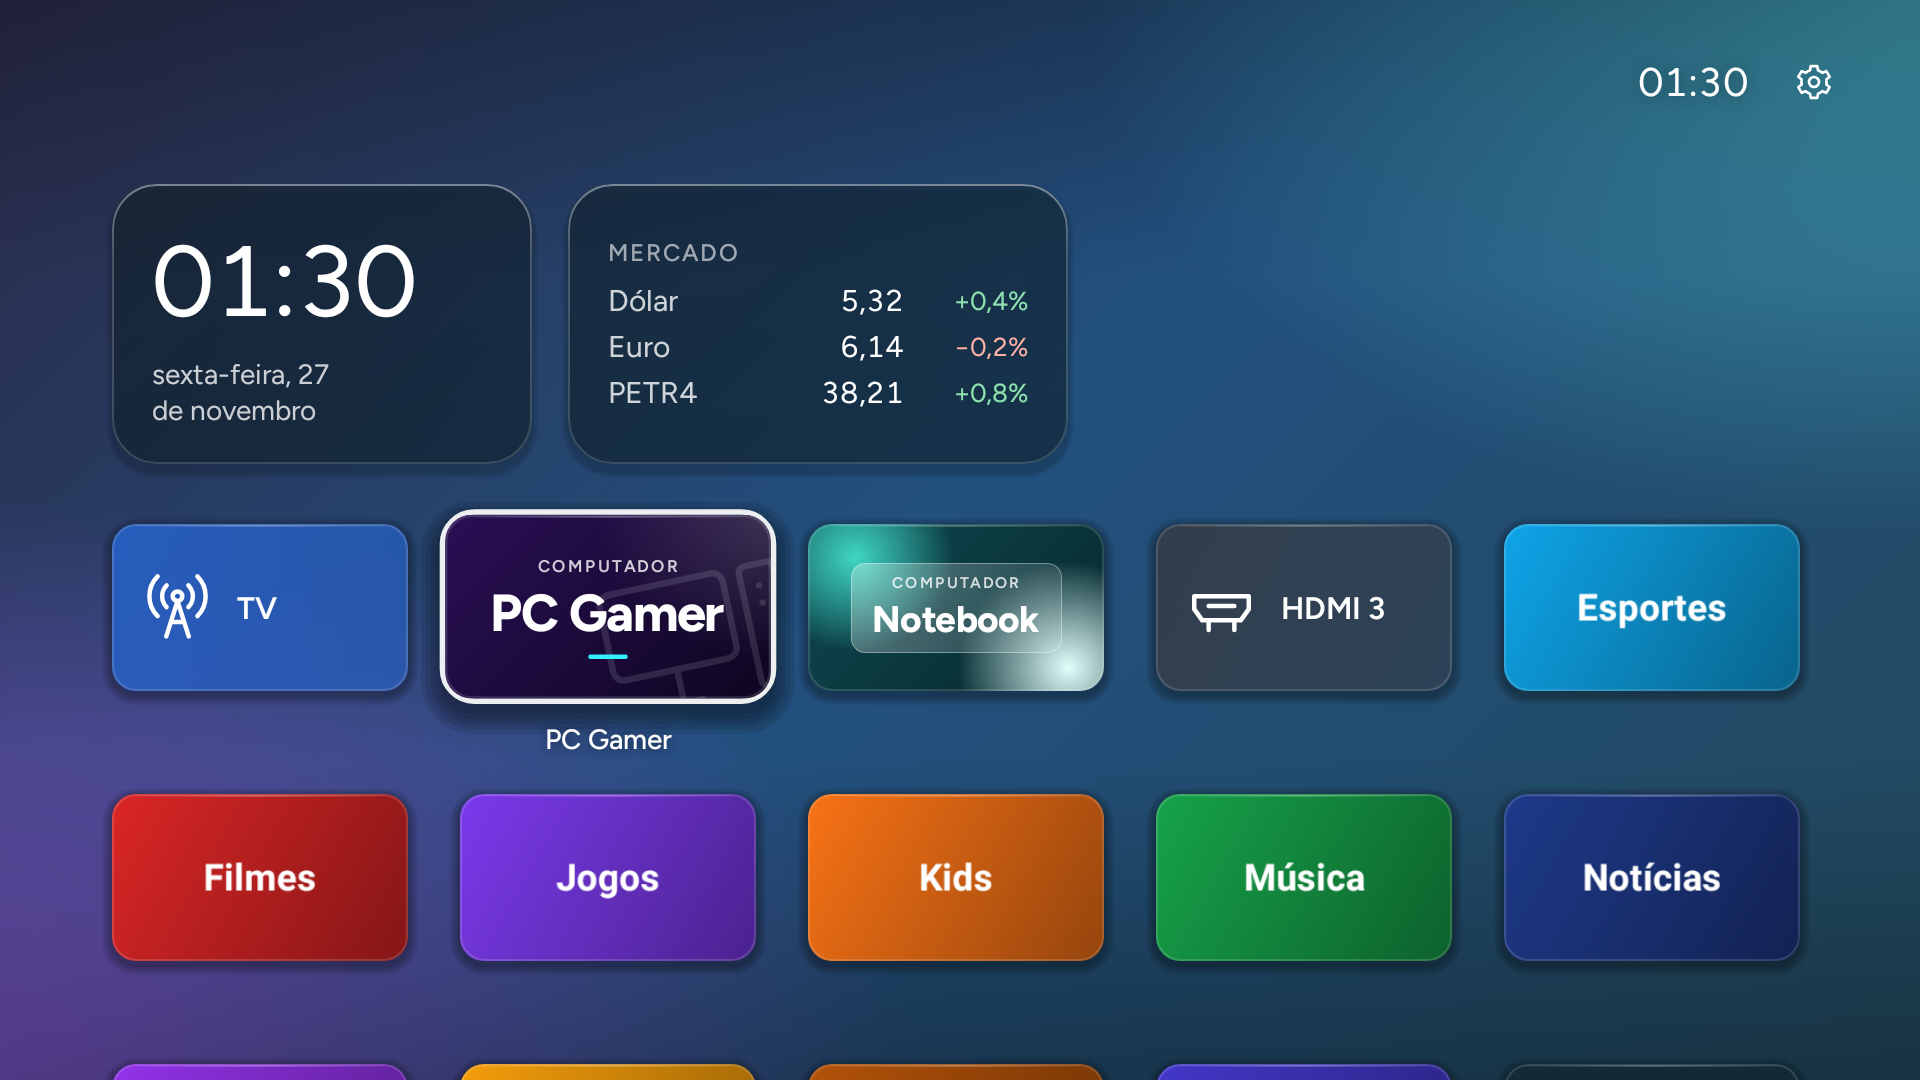 01:30
01:30
sexta-feira, 27
de novembro
MERCADO
Dólar 5,32 +0,4%
Euro 6,14 −0,2%
PETR4 38,21 +0,8%
TV
COMPUTADOR
PC Gamer
COMPUTADOR
Notebook
HDMI 3
Esportes
PC Gamer
Filmes
Jogos
Kids
Música
Notícias